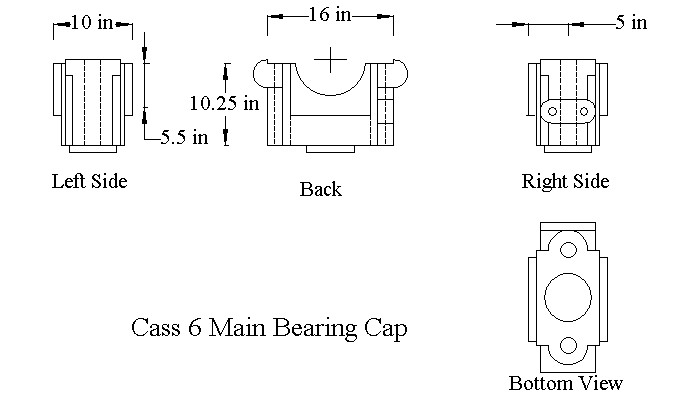 10 in
16 in
5 in
10.25 in
5.5 in
Left Side
Back
Right Side
Cass 6 Main Bearing Cap
Bottom View